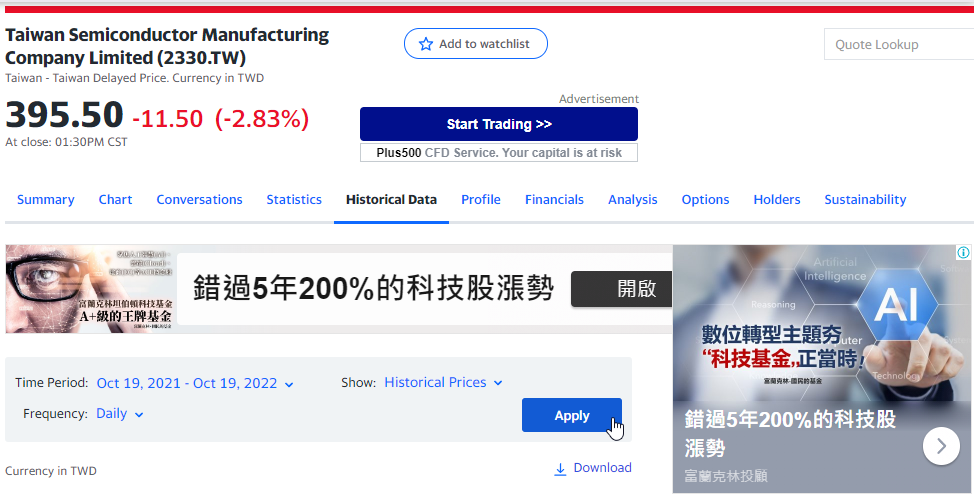 Taiwan Semiconductor Manufacturing
Company Limited (2330.TW)
Taiwan - Taiwan Delayed Price. Currency in TWD
Add to watchlist
Quote Lookup
395.50 -11.50 (-2.83%)
At close: 01:30PM CST
Advertisement
Start Trading >>
Plus500 CFD Service. Your capital is at risk
Summary Chart Conversations Statistics Historical Data Profile Financials Analysis Options Holders Sustainability
富蘭克林坦伯頓科技基金
A+級的王牌基金
錯過5年200%的科技股漲勢
開啟
Artificial
Intelligence
Reasoning
AI
數位轉型主題夯
“科技基金”正當時!
Technology
富蘭克林‧國民的基金
錯過5年200%的科技股
漲勢
富蘭克林投顧
Time Period: Oct 19, 2021 - Oct 19, 2022
Show: Historical Prices
Frequency: Daily
Apply
Currency in TWD
Download